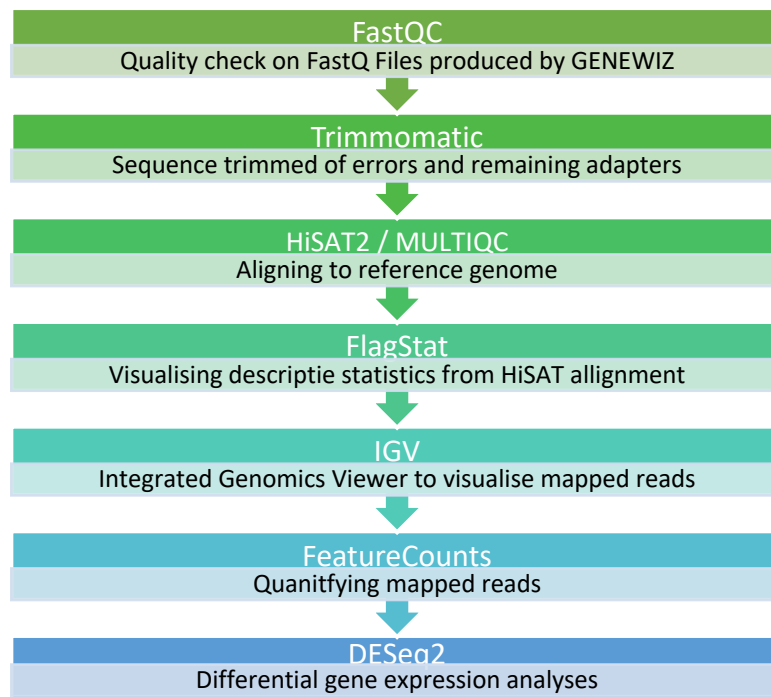 FastQC
Quality check on FastQ Files produced by GENEWIZ
Trimmomatic
Sequence trimmed of errors and remaining adapters
HiSAT2 / MULTIQC
Aligning to reference genome
FlagStat
Visualising descriptie statistics from HiSAT allignment
IGV
Integrated Genomics Viewer to visualise mapped reads
FeatureCounts
Quanitfying mapped reads
DESeq2
Differential gene expression analyses